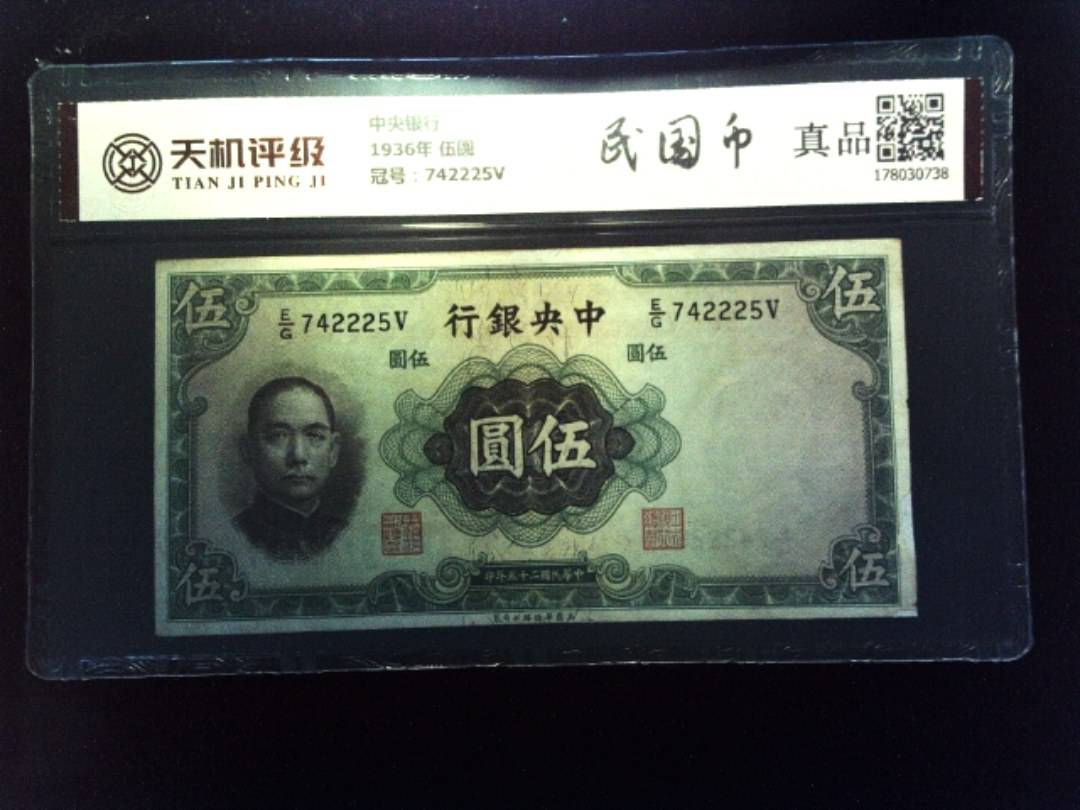 天机评级
TIAN JI PING JI
中央银行
1936年 伍圆
冠号：742225V
民国币
真品
178030738
伍
伍
E/G 742225V
行銀央中
E/G 742225V
圓伍
圓伍
圓伍
伍
印年五十二國民華中
伍